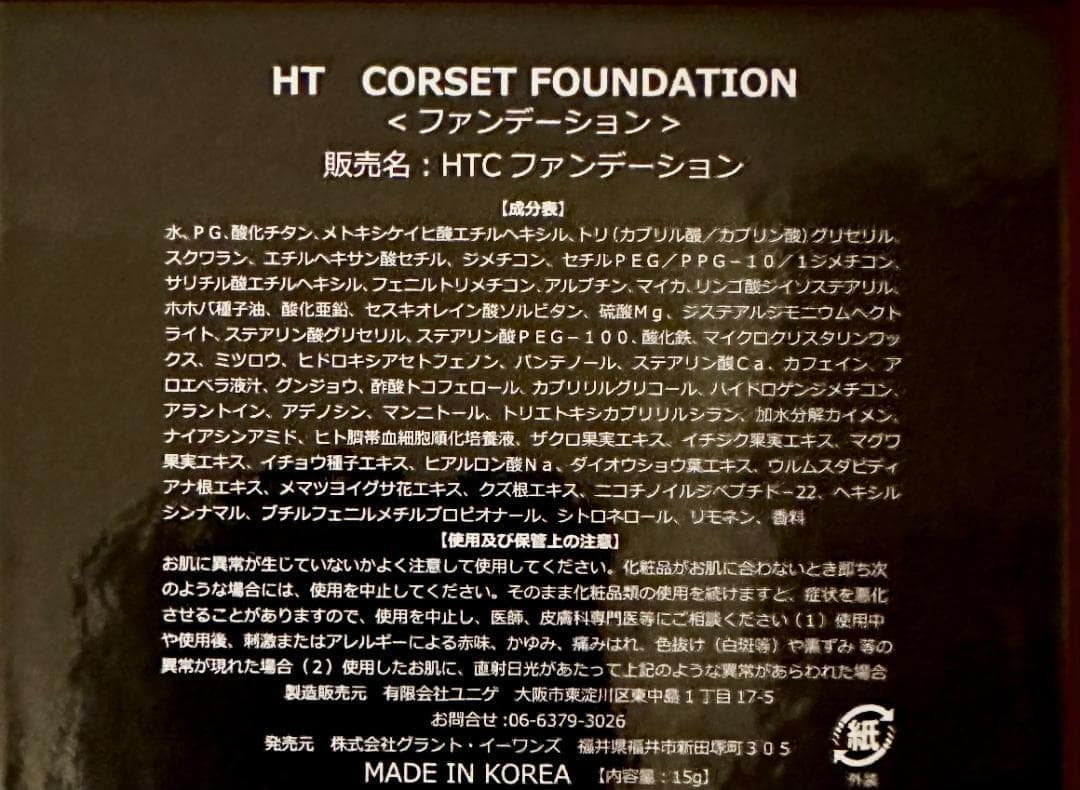 HT CORSET FOUNDATION
<ファンデーション>
販売名：HTCファンデーション
【成分表】
水、PG、酸化チタン、メトキシケイヒ酸エチルヘキシル、トリ(カプリル酸／カプリン酸)グリセリル、
スクワラン、エチルヘキサン酸セチル、ジメチコン、セチルPEG／PPG－10／1ジメチコン、
サリチル酸エチルヘキシル、フェニルトリメチコン、アルブチン、マイカ、リンゴ酸ジイソステアリル、
ホホバ種子油、酸化亜鉛、セスキオレイン酸ソルビタン、硫酸Mg、ジステアルジモニウムヘクト
ライト、ステアリン酸グリセリル、ステアリン酸PEG－100、酸化鉄、マイクロクリスタリンワッ
クス、ミツロウ、ヒドロキシアセトフェノン、パンテノール、ステアリン酸Ca、カフェイン、ア
ロエベラ液汁、グンジョウ、酢酸トコフェロール、カプリリルグリコール、ハイドロゲンジメチコン、
アラントイン、アデノシン、マンニトール、トリエトキシカプリリルシラン、加水分解カイメン、
ナイアシンアミド、ヒト臍帯血細胞順化培養液、ザクロ果実エキス、イチジク果実エキス、マグワ
果実エキス、イチョウ種子エキス、ヒアルロン酸Na、ダイオウショウ葉エキス、ウルムスダビディ
アナ根エキス、メマツヨイグサ花エキス、クズ根エキス、ニコチノイルジペプチド－22、ヘキシル
シンナマル、ブチルフェニルメチルプロピオナール、シトロネロール、リモネン、香料
【使用及び保管上の注意】
お肌に異常が生じていないかよく注意して使用してください。化粧品がお肌に合わないとき即ち次
のような場合には、使用を中止してください。そのまま化粧品類の使用を続けますと、症状を悪化
させることがありますので、使用を中止し、医師、皮膚科専門医等にご相談ください（1）使用中
や使用後、刺激またはアレルギーによる赤味、かゆみ、痛みはれ、色抜け（白斑等）や黒ずみ 等の
異常が現れた場合（2）使用したお肌に、直射日光があたって上記のような異常があらわれた場合
製造販売元 有限会社ユニゲ 大阪市東淀川区東中島1丁目17-5
お問合せ:06-6379-3026
発売元 株式会社グラント・イーワンズ 福井県福井市新田塚町305
紙
MADE IN KOREA 【内容量：15g】
外装